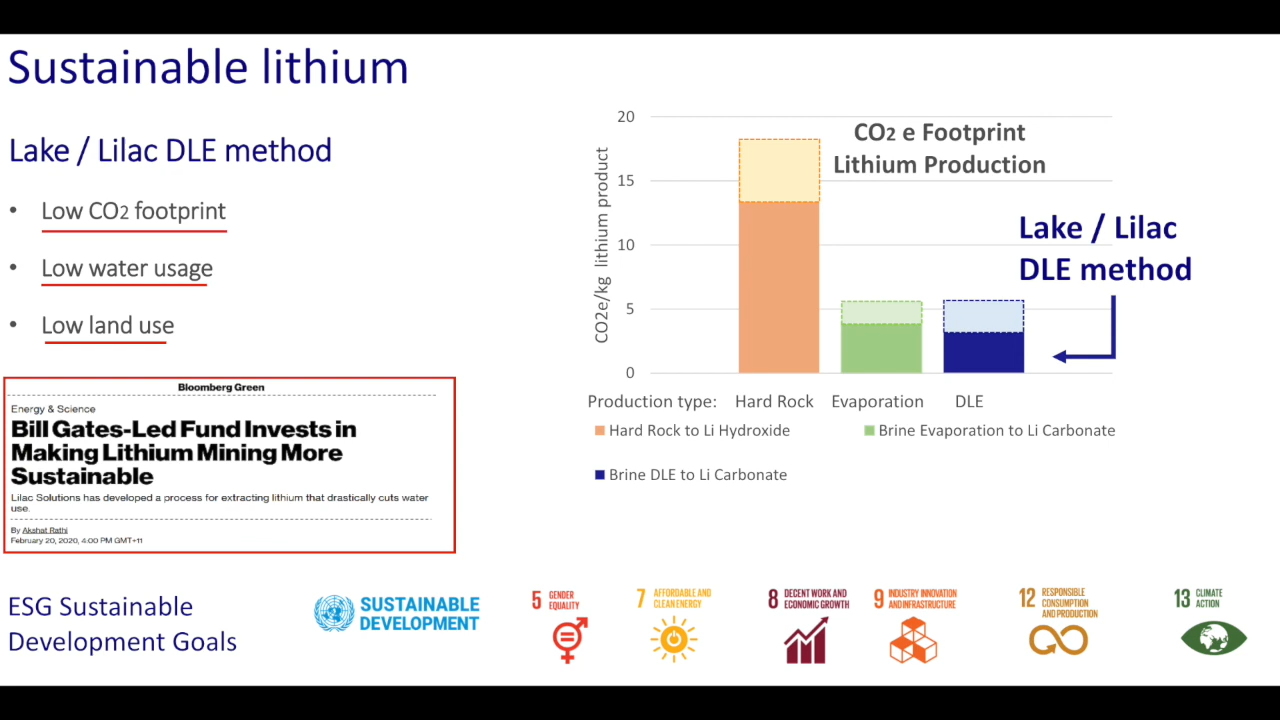 Sustainable lithium
Lake / Lilac DLE method
• Low CO2 footprint
• Low water usage
• Low land use
Bloomberg Green
Energy & Science
Bill Gates-Led Fund Invests in
Making Lithium Mining More
Sustainable
Lilac Solutions has developed a process for extracting lithium that drastically cuts water
use.
By Akshat Rathi
February 20, 2020, 4:00 PM GMT+11
CO2 e Footprint
Lithium Production
CO2e/kg lithium product
20
15
10
5
0
Lake / Lilac
DLE method
Production type: Hard Rock Evaporation DLE
Hard Rock to Li Hydroxide
Brine Evaporation to Li Carbonate
Brine DLE to Li Carbonate
ESG Sustainable
Development Goals
SUSTAINABLE
DEVELOPMENT
5 GENDER
EQUALITY
7 AFFORDABLE AND
CLEAN ENERGY
8 DECENT WORK AND
ECONOMIC GROWTH
9 INDUSTRY INNOVATION
AND INFRASTRUCTURE
12 RESPONSIBLE
CONSUMPTION
AND PRODUCTION
13 CLIMATE
ACTION